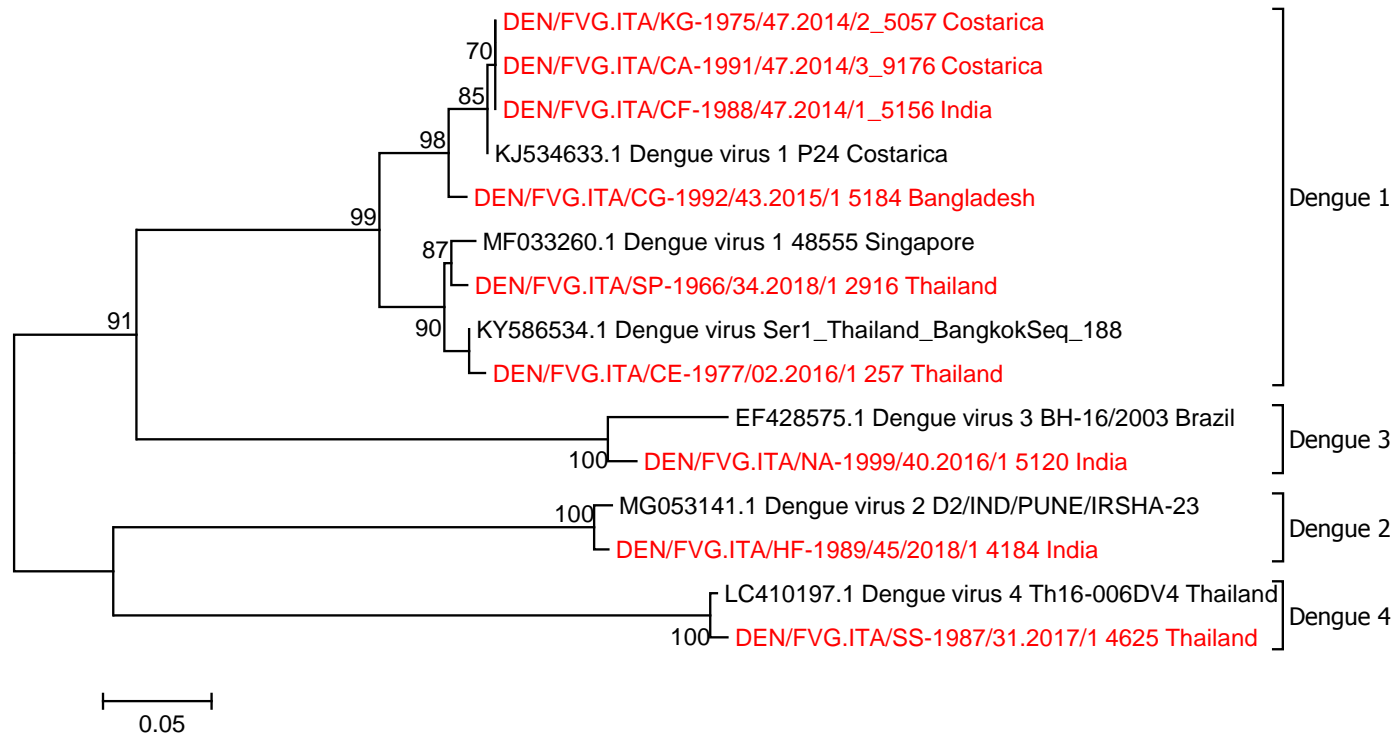 DEN/FVG.ITA/KG-1975/47.2014/2_5057 Costarica
70
DEN/FVG.ITA/CA-1991/47.2014/3_9176 Costarica
85
DEN/FVG.ITA/CF-1988/47.2014/1_5156 India
98
KJ534633.1 Dengue virus 1 P24 Costarica
DEN/FVG.ITA/CG-1992/43.2015/1 5184 Bangladesh
Dengue 1
99
MF033260.1 Dengue virus 1 48555 Singapore
87
DEN/FVG.ITA/SP-1966/34.2018/1 2916 Thailand
91
90
KY586534.1 Dengue virus Ser1_Thailand_BangkokSeq_188
DEN/FVG.ITA/CE-1977/02.2016/1 257 Thailand
EF428575.1 Dengue virus 3 BH-16/2003 Brazil
Dengue 3
100
DEN/FVG.ITA/NA-1999/40.2016/1 5120 India
MG053141.1 Dengue virus 2 D2/IND/PUNE/IRSHA-23
100
Dengue 2
DEN/FVG.ITA/HF-1989/45/2018/1 4184 India
LC410197.1 Dengue virus 4 Th16-006DV4 Thailand
Dengue 4
100
DEN/FVG.ITA/SS-1987/31.2017/1 4625 Thailand
0.05